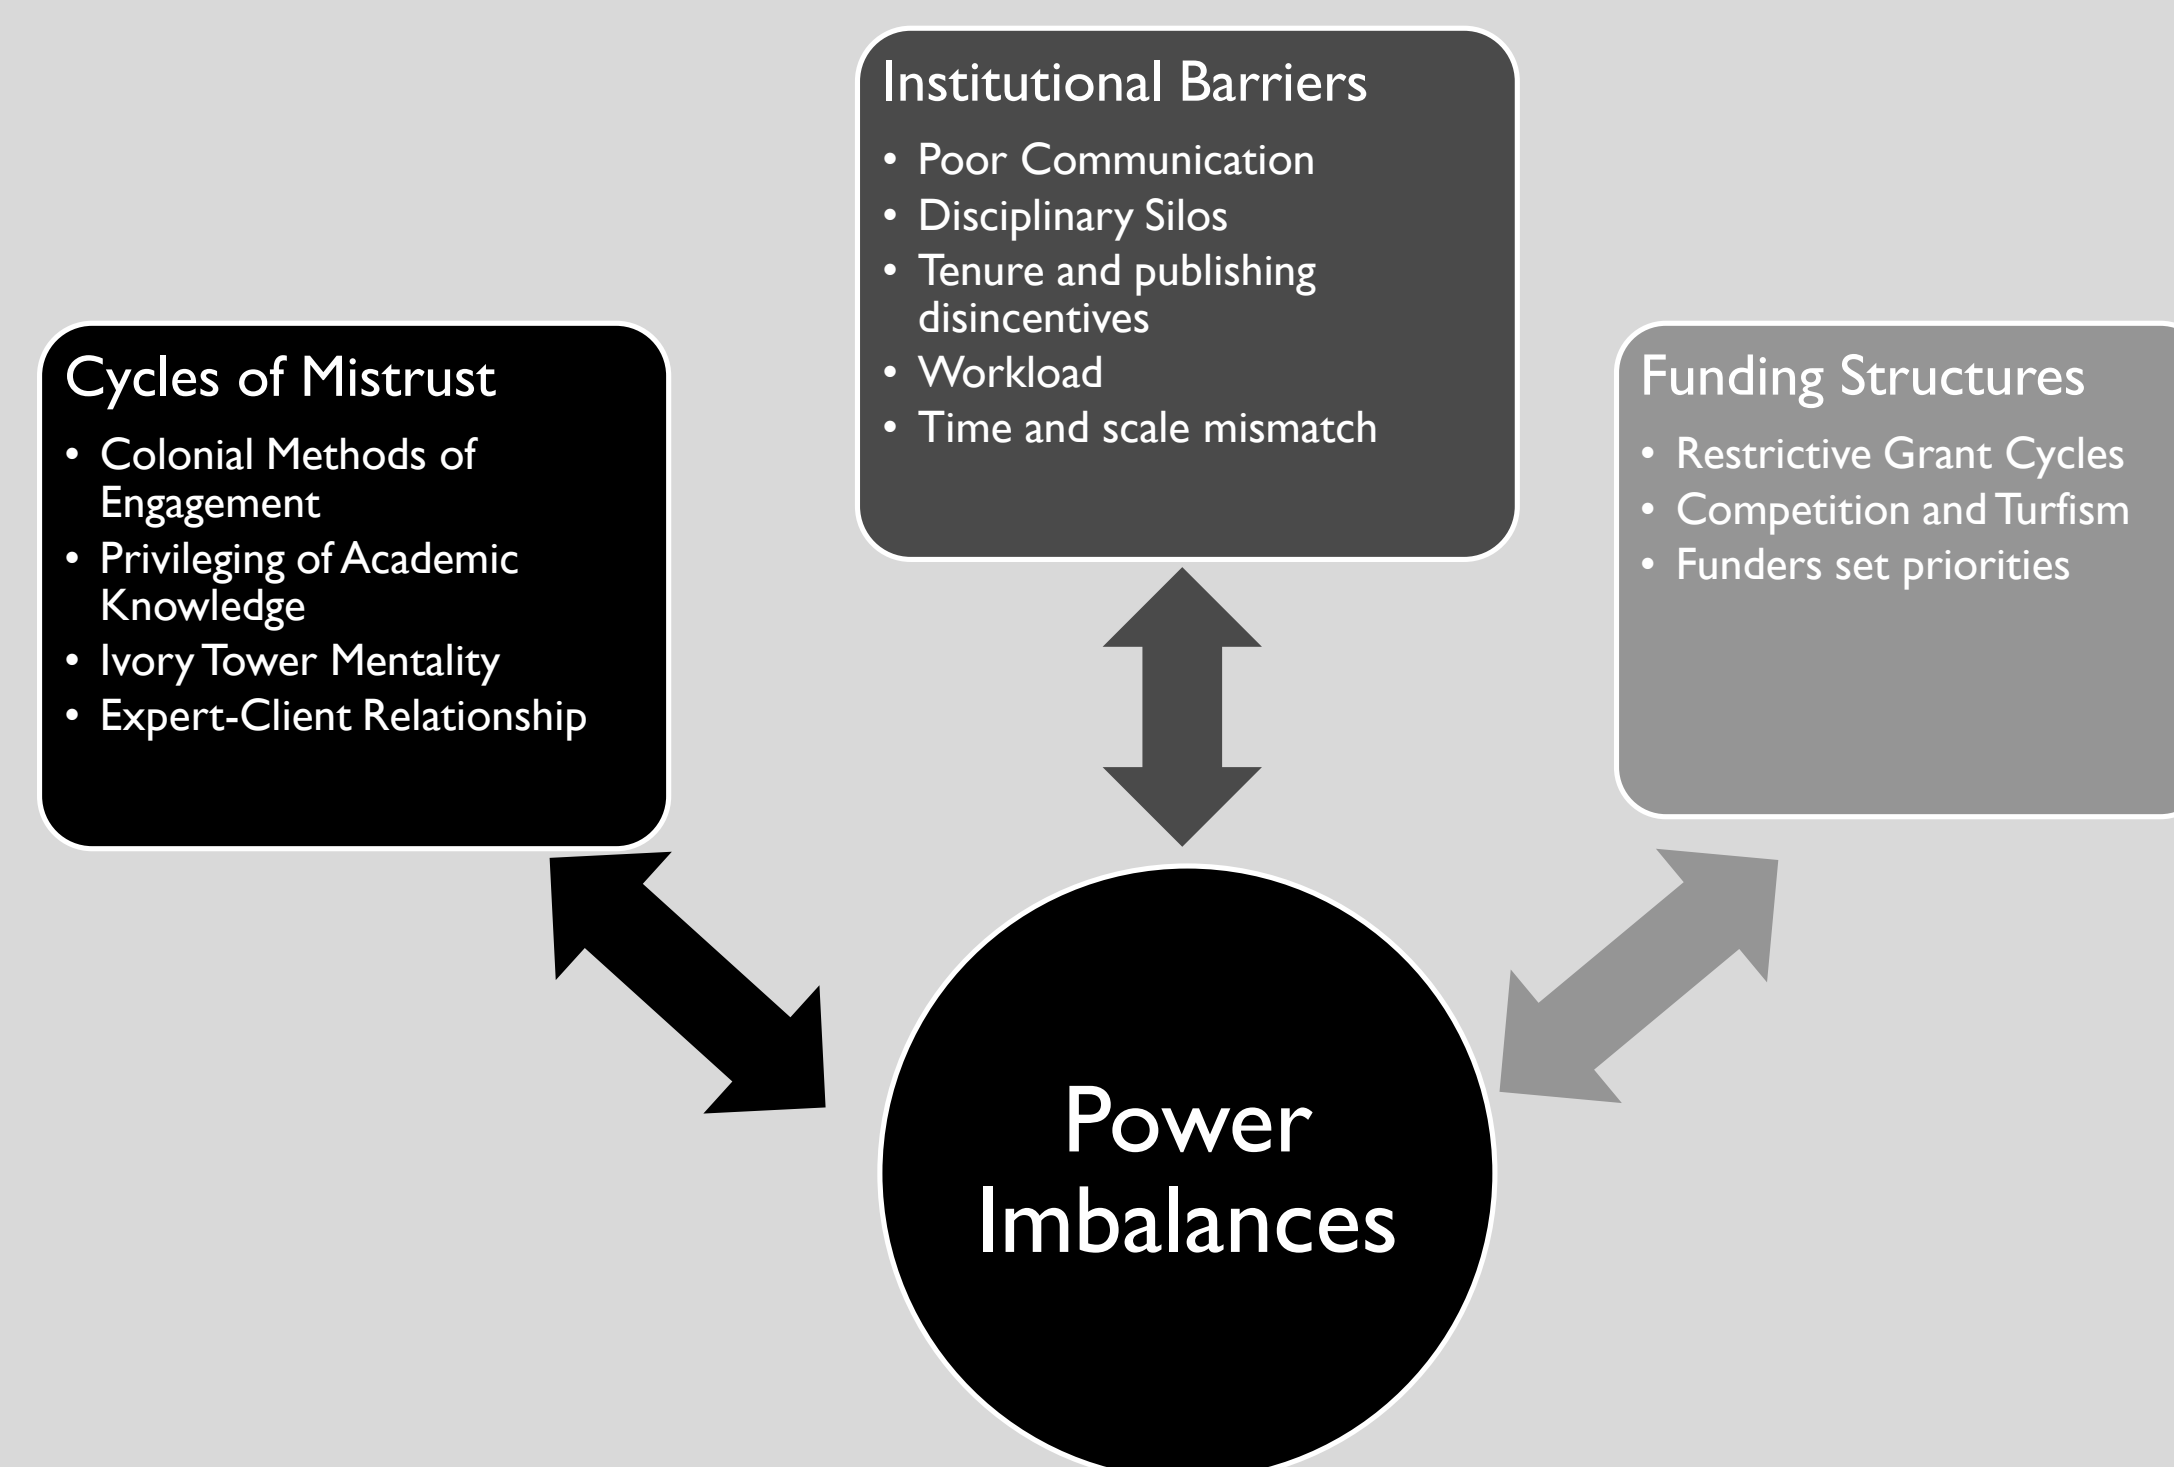 Institutional Barriers
• Poor Communication
• Disciplinary Silos
• Tenure and publishing
disincentives
• Workload
• Time and scale mismatch
Cycles of Mistrust
• Colonial Methods of
Engagement
• Privileging of Academic
Knowledge
• Ivory Tower Mentality
• Expert-Client Relationship
Funding Structures
• Restrictive Grant Cycles
• Competition and Turfism
• Funders set priorities
Power
Imbalances